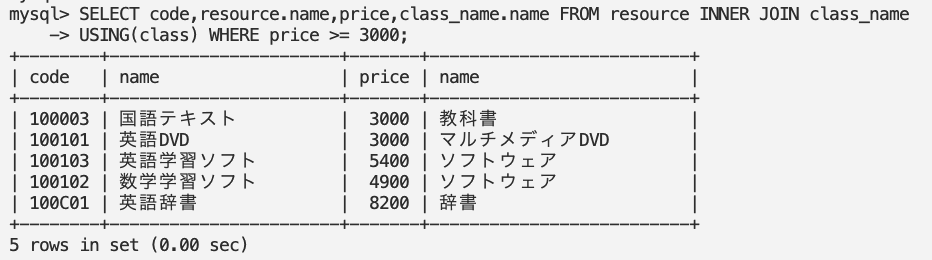 mysql> SELECT code,resource.name,price,class_name.name FROM resource INNER JOIN class_name
    -> USING(class) WHERE price >= 3000;
+--------+----------------------+-------+------------------------+
| code   | name                 | price | name                   |
+--------+----------------------+-------+------------------------+
| 100003 | 国語テキスト         |  3000 | 教科書                 |
| 100101 | 英語DVD              |  3000 | マルチメディアDVD      |
| 100103 | 英語学習ソフト       |  5400 | ソフトウェア           |
| 100102 | 数学学習ソフト       |  4900 | ソフトウェア           |
| 100C01 | 英語辞書             |  8200 | 辞書                   |
+--------+----------------------+-------+------------------------+
5 rows in set (0.00 sec)